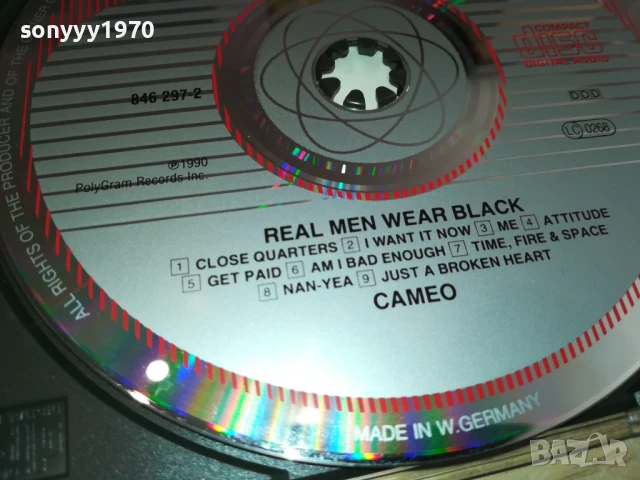 sonyyy1970
COMPACT
disc
DIGITAL AUDIO
846 297-2
DDD
LC 0268
℗1990
PolyGram Records Inc.
REAL MEN WEAR BLACK
1 CLOSE QUARTERS 2 I WANT IT NOW 3 ME 4 ATTITUDE
5 GET PAID 6 AM I BAD ENOUGH 7 TIME, FIRE & SPACE
8 NAN-YEA 9 JUST A BROKEN HEART
CAMEO
ALL RIGHTS OF THE PRODUCER AND OF THE
MADE IN W. GERMANY
BAZAR